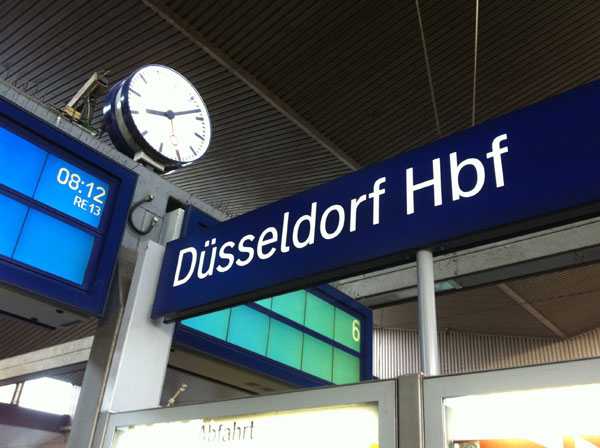 08:12
RE13
Düsseldorf Hbf
6
Abfahrt